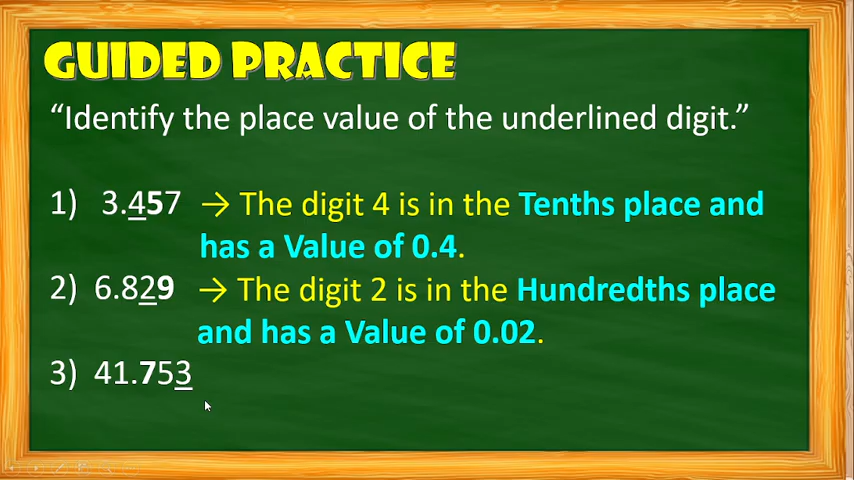 GUIDED PRACTICE
“Identify the place value of the underlined digit.”
1) 3.457 → The digit 4 is in the Tenths place and
has a Value of 0.4.
2) 6.829 → The digit 2 is in the Hundredths place
and has a Value of 0.02.
3) 41.753